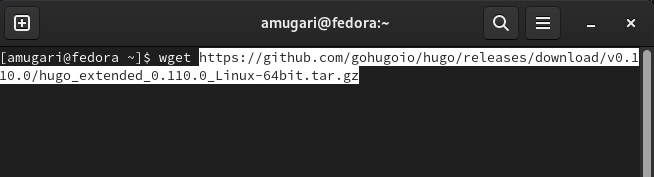 amugari@fedora:~
[amugari@fedora ~]$ wget https://github.com/gohugoio/hugo/releases/download/v0.1
10.0/hugo_extended_0.110.0_Linux-64bit.tar.gz